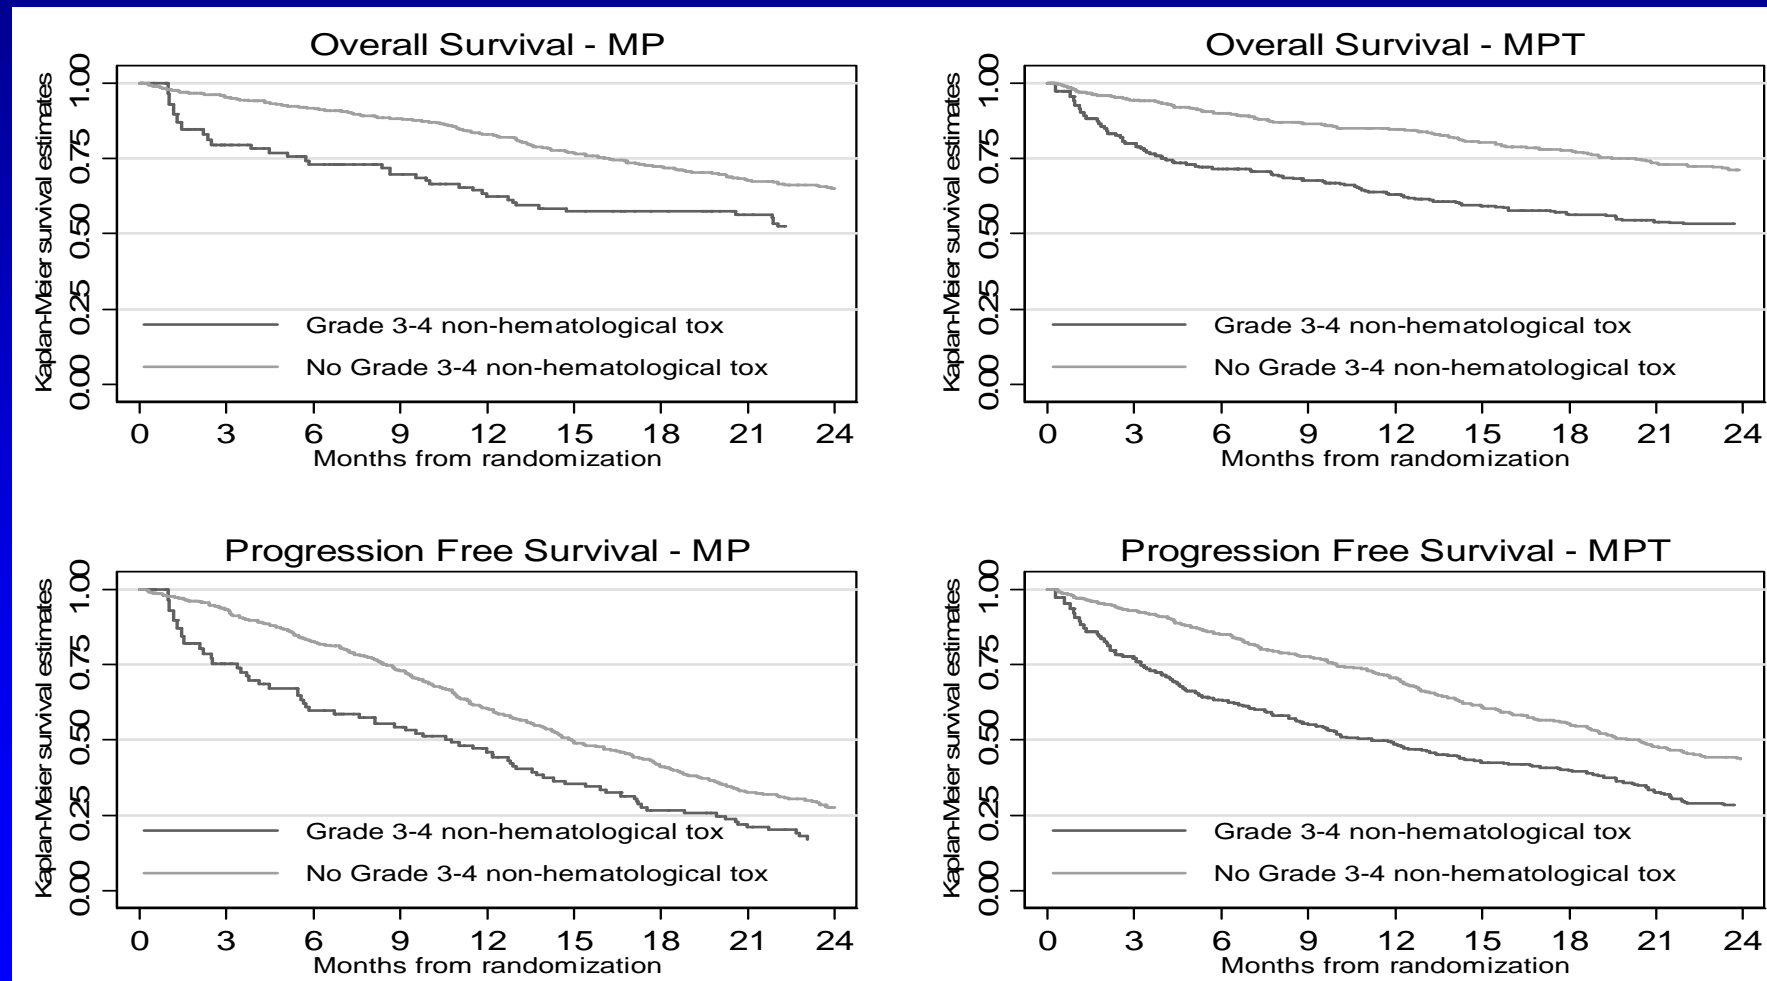 Overall Survival - MP
Kaplan-Meier survival estimates
1.00
0.75
0.50
0.25
0.00
Grade 3-4 non-hematological tox
No Grade 3-4 non-hematological tox
0 3 6 9 12 15 18 21 24
Months from randomization
Overall Survival - MPT
Kaplan-Meier survival estimates
1.00
0.75
0.50
0.25
0.00
Grade 3-4 non-hematological tox
No Grade 3-4 non-hematological tox
0 3 6 9 12 15 18 21 24
Months from randomization
Progression Free Survival - MP
Kaplan-Meier survival estimates
1.00
0.75
0.50
0.25
0.00
Grade 3-4 non-hematological tox
No Grade 3-4 non-hematological tox
0 3 6 9 12 15 18 21 24
Months from randomization
Progression Free Survival - MPT
Kaplan-Meier survival estimates
1.00
0.75
0.50
0.25
0.00
Grade 3-4 non-hematological tox
No Grade 3-4 non-hematological tox
0 3 6 9 12 15 18 21 24
Months from randomization